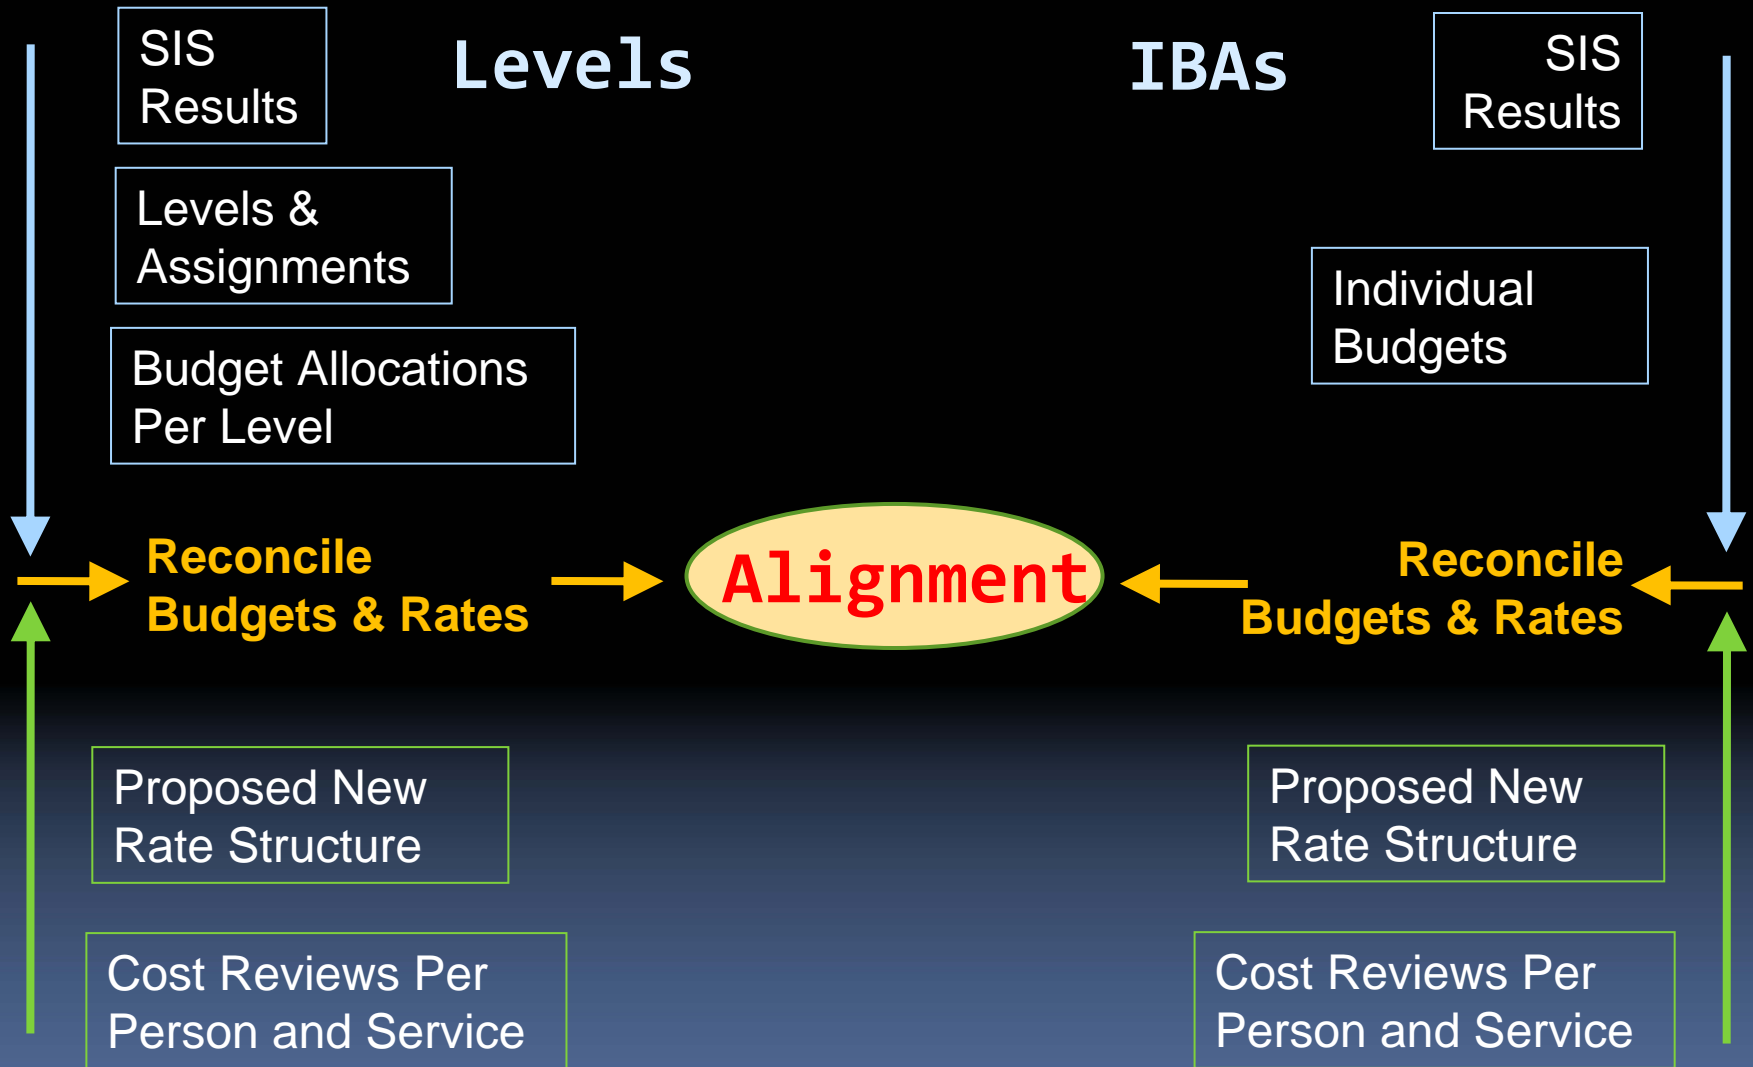 SIS
Results
Levels
IBAs
SIS
Results
Levels &
Assignments
Individual
Budgets
Budget Allocations
Per Level
Reconcile
Budgets & Rates
Alignment
Reconcile
Budgets & Rates
Proposed New
Rate Structure
Proposed New
Rate Structure
Cost Reviews Per
Person and Service
Cost Reviews Per
Person and Service